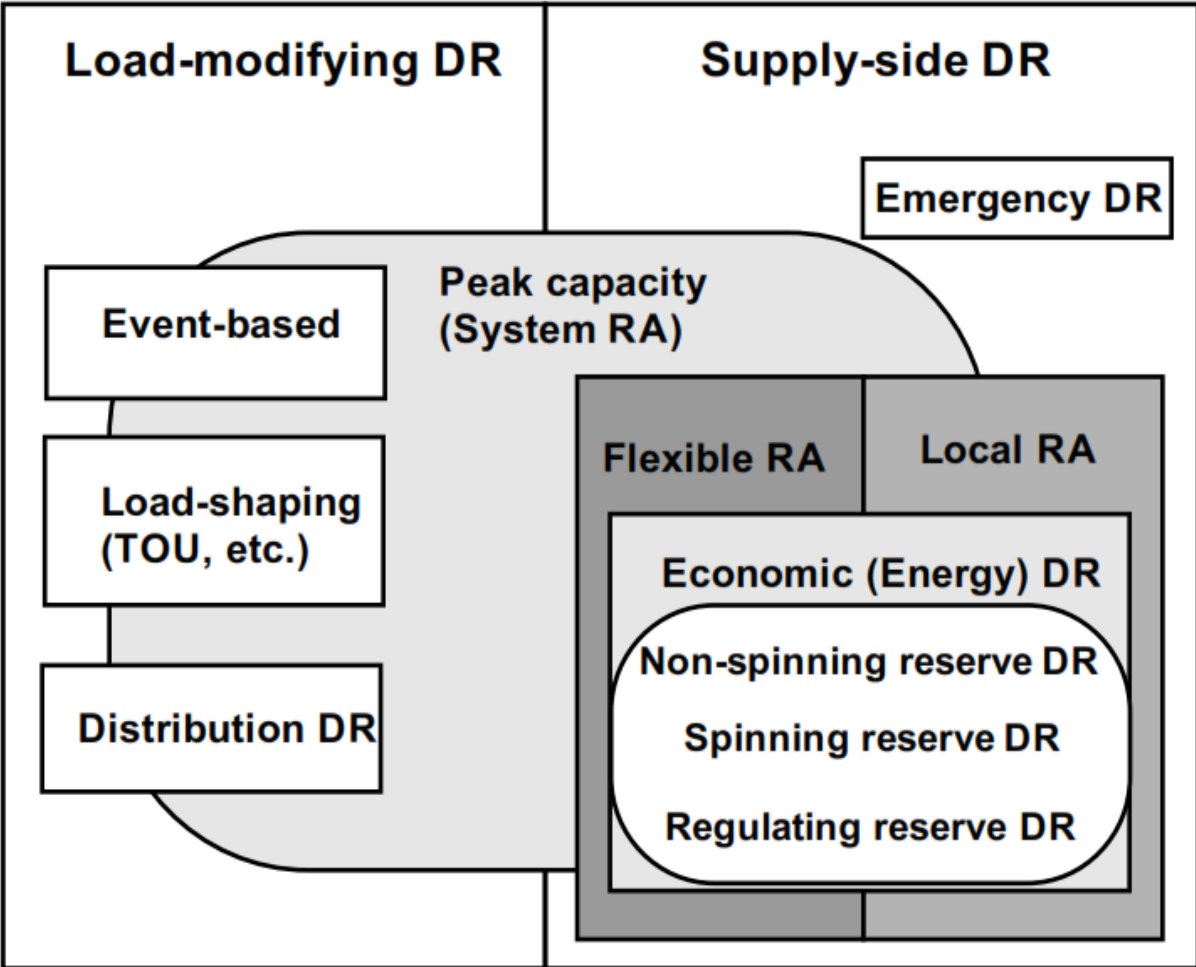 Load-modifying DR
Supply-side DR
Emergency DR
Peak capacity
(System RA)
Event-based
Load-shaping
(TOU, etc.)
Distribution DR
Flexible RA
Local RA
Economic (Energy) DR
Non-spinning reserve DR
Spinning reserve DR
Regulating reserve DR